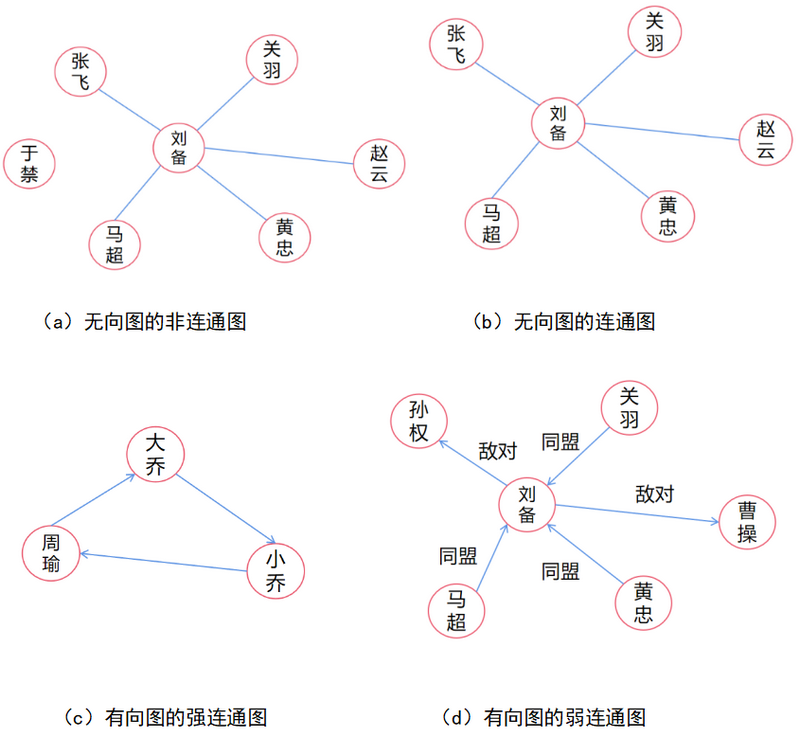 张飞
关羽
刘备
于禁
赵云
马超
黄忠
(a)无向图的非连通图
张飞
关羽
刘备
赵云
马超
黄忠
(b)无向图的连通图
大乔
周瑜
小乔
(c)有向图的强连通图
孙权
关羽
敌对
同盟
刘备
敌对
曹操
同盟
同盟
马超
黄忠
(d)有向图的弱连通图